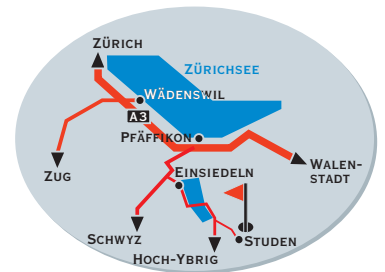 ZÜRICH
ZÜRICHSEE
WÄDENSWIL
A3
PFÄFFIKON
WALEN-
STADT
ZUG
EINSIEDELN
SCHWYZ
STUDEN
HOCH-YBRIG